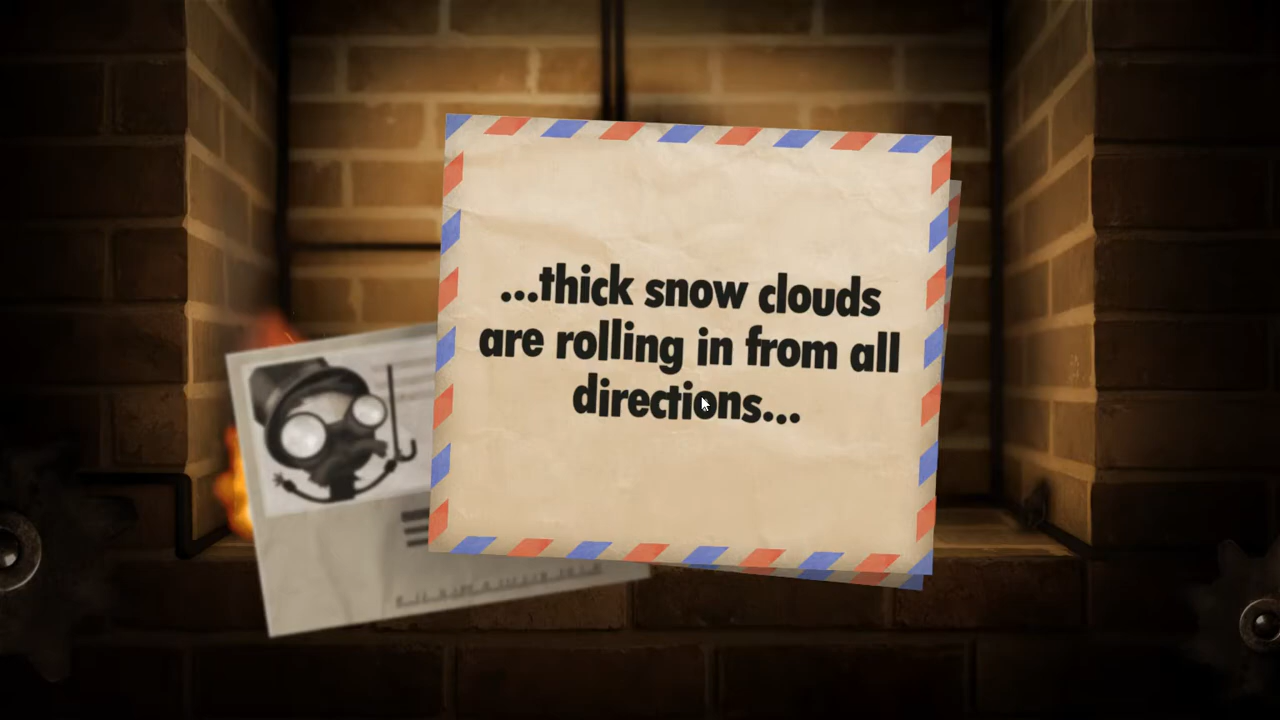 ...thick snow clouds
are rolling in from all
directions...